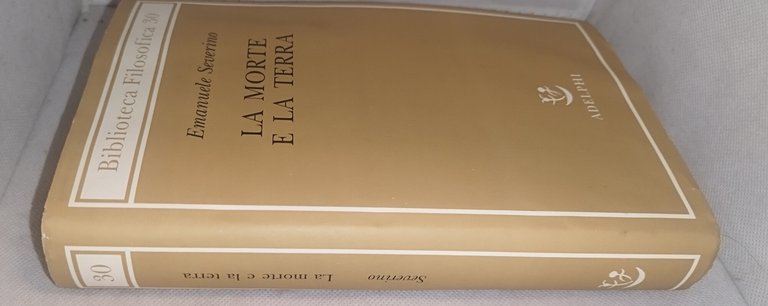 Biblioteca Filosofica 30
Emanuele Severino
LA MORTE
E LA TERRA
ADELPHI
30
Severino
La morte e la terra